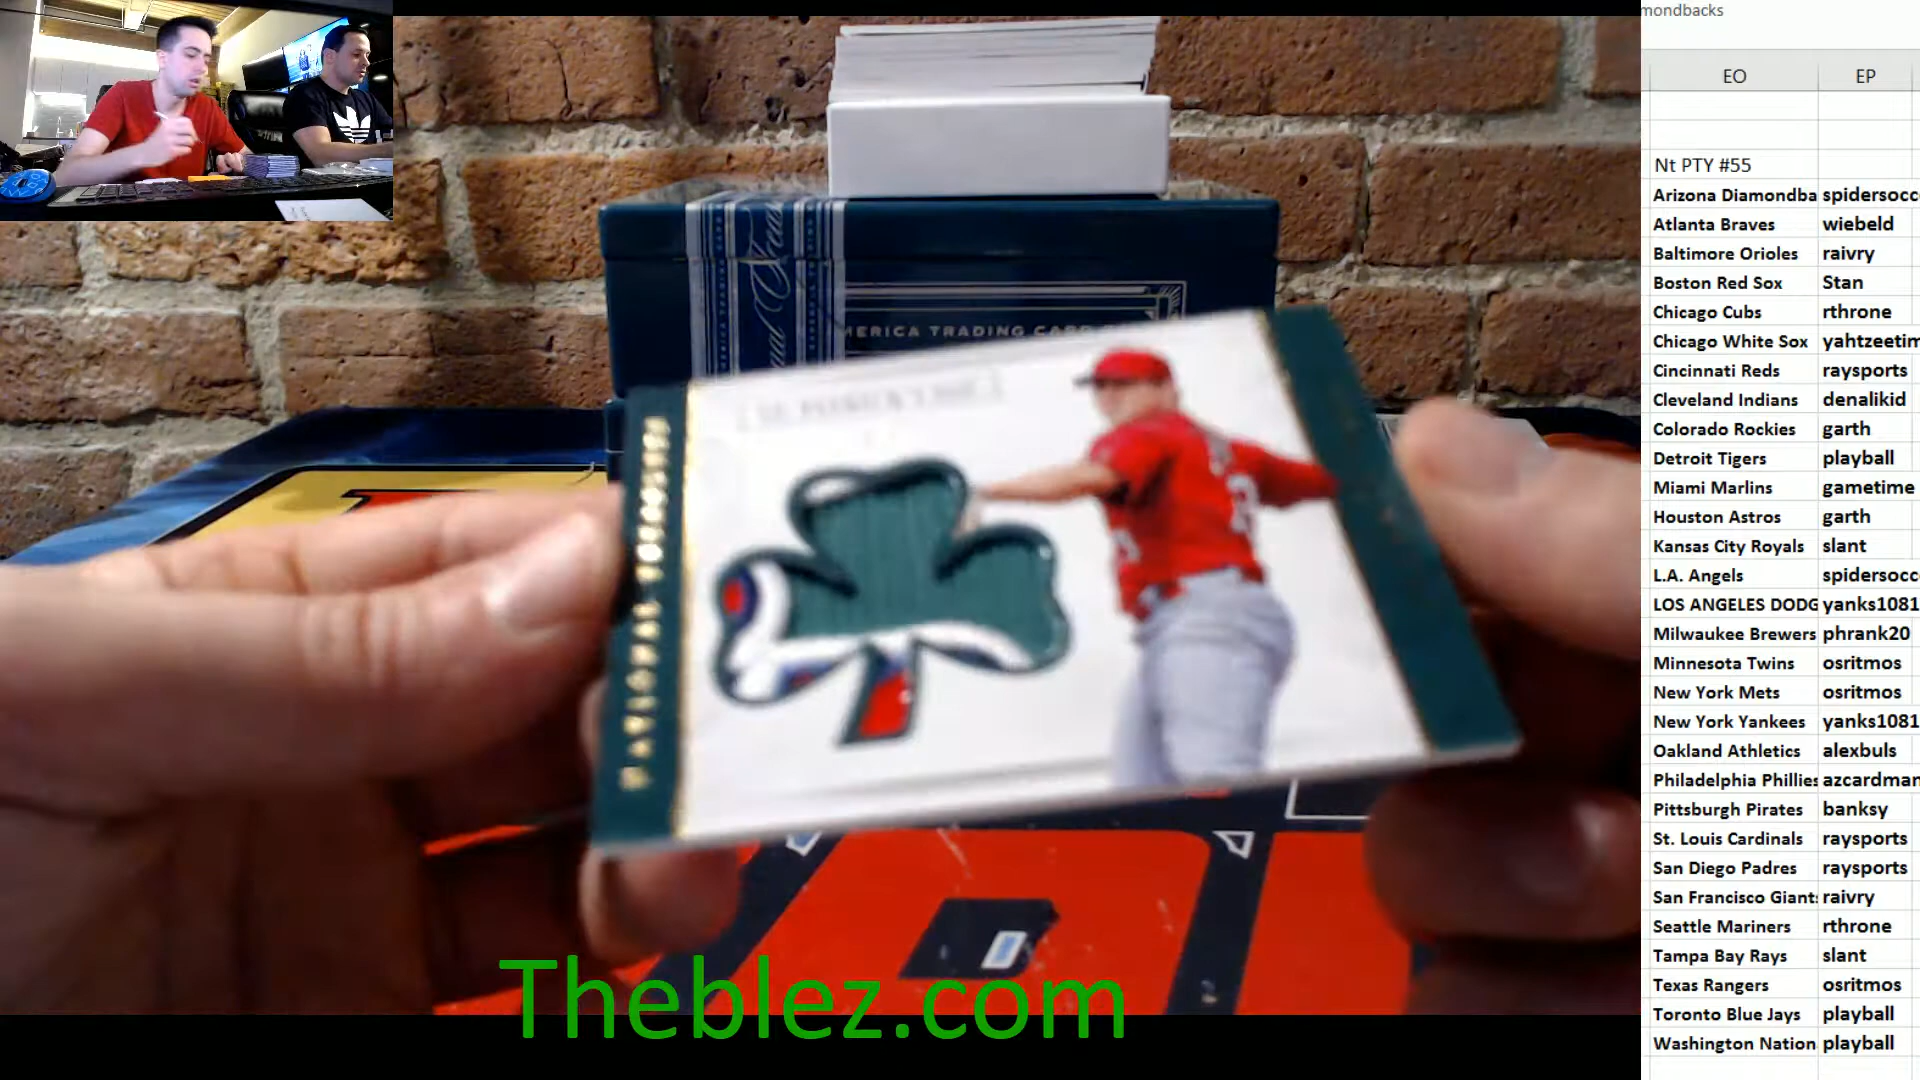 mondbacks
EO EP
Nt PTY #55
Arizona Diamondba spidersocc
Atlanta Braves wiebeld
Baltimore Orioles raivry
Boston Red Sox Stan
Chicago Cubs rthrone
Chicago White Sox yahtzeetim
Cincinnati Reds raysports
Cleveland Indians denalikid
Colorado Rockies garth
Detroit Tigers playball
Miami Marlins gametime
Houston Astros garth
Kansas City Royals slant
L.A. Angels spidersocc
LOS ANGELES DODG yanks1081
Milwaukee Brewers phrank20
Minnesota Twins osritmos
New York Mets osritmos
New York Yankees yanks1081
Oakland Athletics alexbuls
Philadelphia Phillies azcardman
Pittsburgh Pirates banksy
St. Louis Cardinals raysports
San Diego Padres raysports
San Francisco Giants raivry
Seattle Mariners rthrone
Tampa Bay Rays slant
Texas Rangers osritmos
Toronto Blue Jays playball
Washington Nation playball
MERICA TRADING CARD
Theblez.com